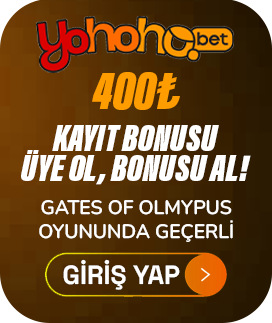 yohoho.bet
400₺
KAYIT BONUSU
ÜYE OL, BONUSU AL!
GATES OF OLMYPUS
OYUNUNDA GEÇERLİ
GİRİŞ YAP >